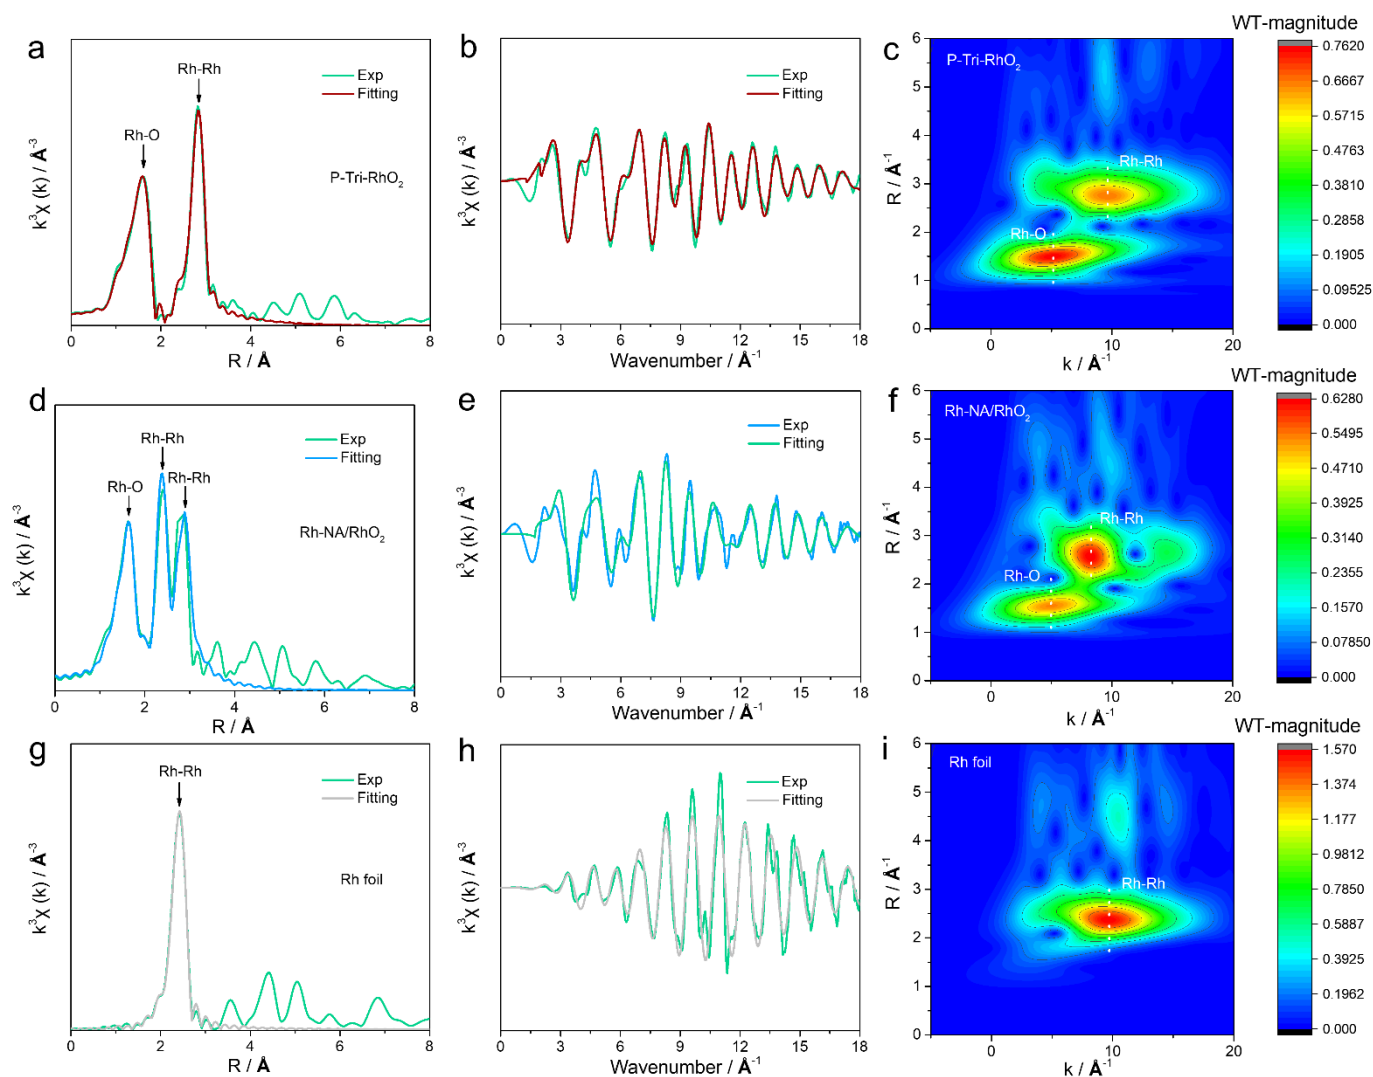 a
Rh-Rh
Rh-O
Exp
Fitting
P-Tri-RhO₂
k³χ (k) / Å⁻³
0 2 4 6 8
R / Å
b
Exp
Fitting
k³χ (k) / Å⁻³
0 3 6 9 12 15 18
Wavenumber / Å⁻¹
c
P-Tri-RhO₂
Rh-Rh
Rh-O
R / Å⁻¹
6
5
4
3
2
1
0
0 10 20
k / Å⁻¹
WT-magnitude
0.7620
0.6667
0.5715
0.4763
0.3810
0.2858
0.1905
0.09525
0.000
d
Rh-Rh
Rh-Rh
Rh-O
Exp
Fitting
Rh-NA/RhO₂
k³χ (k) / Å⁻³
0 2 4 6 8
R / Å
e
Exp
Fitting
k³χ (k) / Å⁻³
0 3 6 9 12 15 18
Wavenumber / Å⁻¹
f
Rh-NA/RhO₂
Rh-Rh
Rh-O
R / Å⁻¹
6
5
4
3
2
1
0
0 10 20
k / Å⁻¹
WT-magnitude
0.6280
0.5495
0.4710
0.3925
0.3140
0.2355
0.1570
0.07850
0.000
g
Rh-Rh
Exp
Fitting
Rh foil
k³χ (k) / Å⁻³
0 2 4 6 8
R / Å
h
Exp
Fitting
k³χ (k) / Å⁻³
0 3 6 9 12 15 18
Wavenumber / Å⁻¹
i
Rh foil
Rh-Rh
R / Å⁻¹
6
5
4
3
2
1
0
0 10 20
k / Å⁻¹
WT-magnitude
1.570
1.374
1.177
0.9812
0.7850
0.5887
0.3925
0.1962
0.000